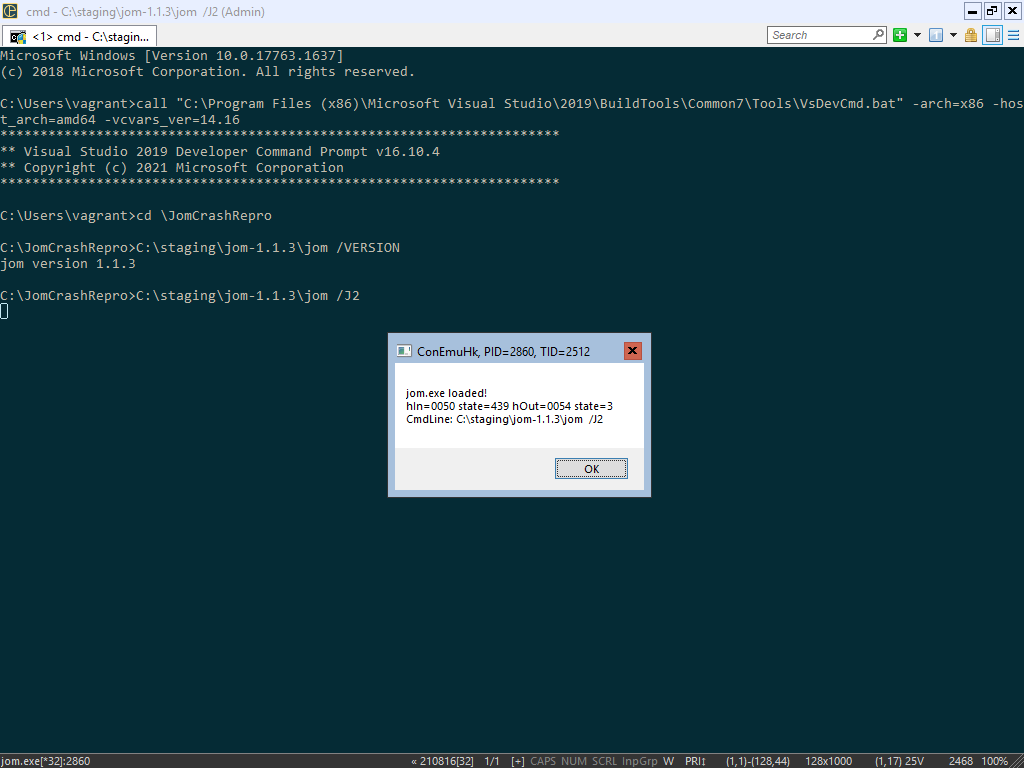 cmd - C:\staging\jom-1.1.3\jom  /J2 (Admin)
<1> cmd - C:\stagin...
Search
Microsoft Windows [Version 10.0.17763.1637]
(c) 2018 Microsoft Corporation. All rights reserved.
C:\Users\vagrant>call "C:\Program Files (x86)\Microsoft Visual Studio\2019\BuildTools\Common7\Tools\VsDevCmd.bat" -arch=x86 -hos
t_arch=amd64 -vcvars_ver=14.16
**********************************************************************
** Visual Studio 2019 Developer Command Prompt v16.10.4
** Copyright (c) 2021 Microsoft Corporation
**********************************************************************
C:\Users\vagrant>cd \JomCrashRepro
C:\JomCrashRepro>C:\staging\jom-1.1.3\jom /VERSION
jom version 1.1.3
C:\JomCrashRepro>C:\staging\jom-1.1.3\jom /J2
ConEmuHk, PID=2860, TID=2512
jom.exe loaded!
hIn=0050 state=439 hOut=0054 state=3
CmdLine: C:\staging\jom-1.1.3\jom  /J2
OK
jom.exe[*32]:2860 « 210816[32] 1/1 [+] CAPS NUM SCRL InpGrp W PRI↕ (1,1)-(128,44) 128x1000 (1,17) 25V 2468 100%